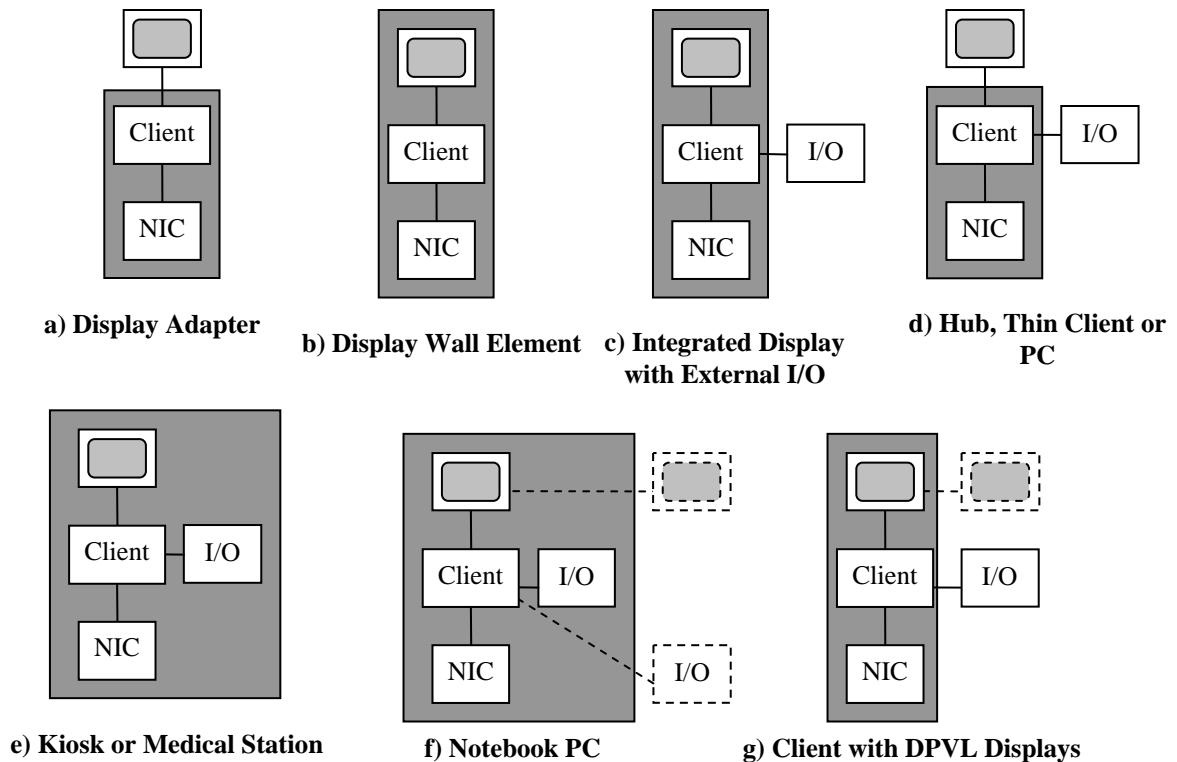 Client
NIC
a) Display Adapter
Client
NIC
b) Display Wall Element
Client
I/O
NIC
c) Integrated Display
with External I/O
Client
I/O
NIC
d) Hub, Thin Client or
PC
Client
I/O
NIC
e) Kiosk or Medical Station
Client
I/O
NIC
I/O
f) Notebook PC
Client
I/O
NIC
g) Client with DPVL Displays